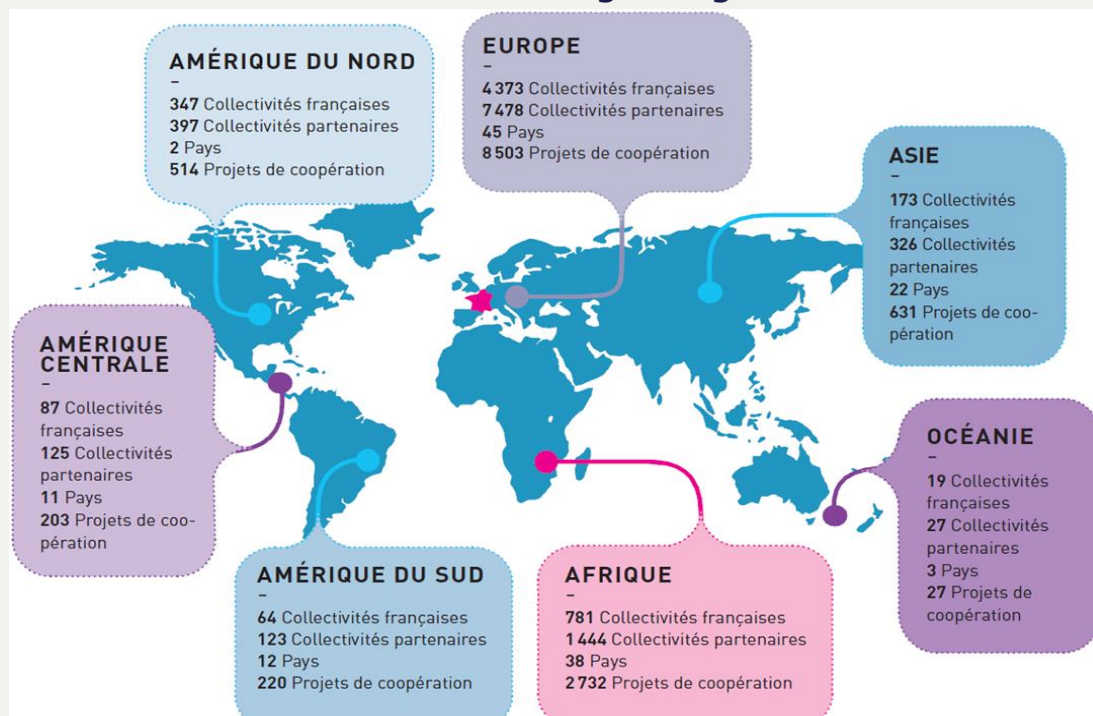 AMÉRIQUE DU NORD
–
347 Collectivités françaises
397 Collectivités partenaires
2 Pays
514 Projets de coopération
EUROPE
–
4 373 Collectivités françaises
7 478 Collectivités partenaires
45 Pays
8 503 Projets de coopération
ASIE
–
173 Collectivités
françaises
326 Collectivités
partenaires
22 Pays
631 Projets de coo-
pération
AMÉRIQUE
CENTRALE
–
87 Collectivités
françaises
125 Collectivités
partenaires
11 Pays
203 Projets de coo-
pération
OCÉANIE
–
19 Collectivités
françaises
27 Collectivités
partenaires
3 Pays
27 Projets de
coopération
AMÉRIQUE DU SUD
–
64 Collectivités françaises
123 Collectivités partenaires
12 Pays
220 Projets de coopération
AFRIQUE
–
781 Collectivités françaises
1 444 Collectivités partenaires
38 Pays
2 732 Projets de coopération